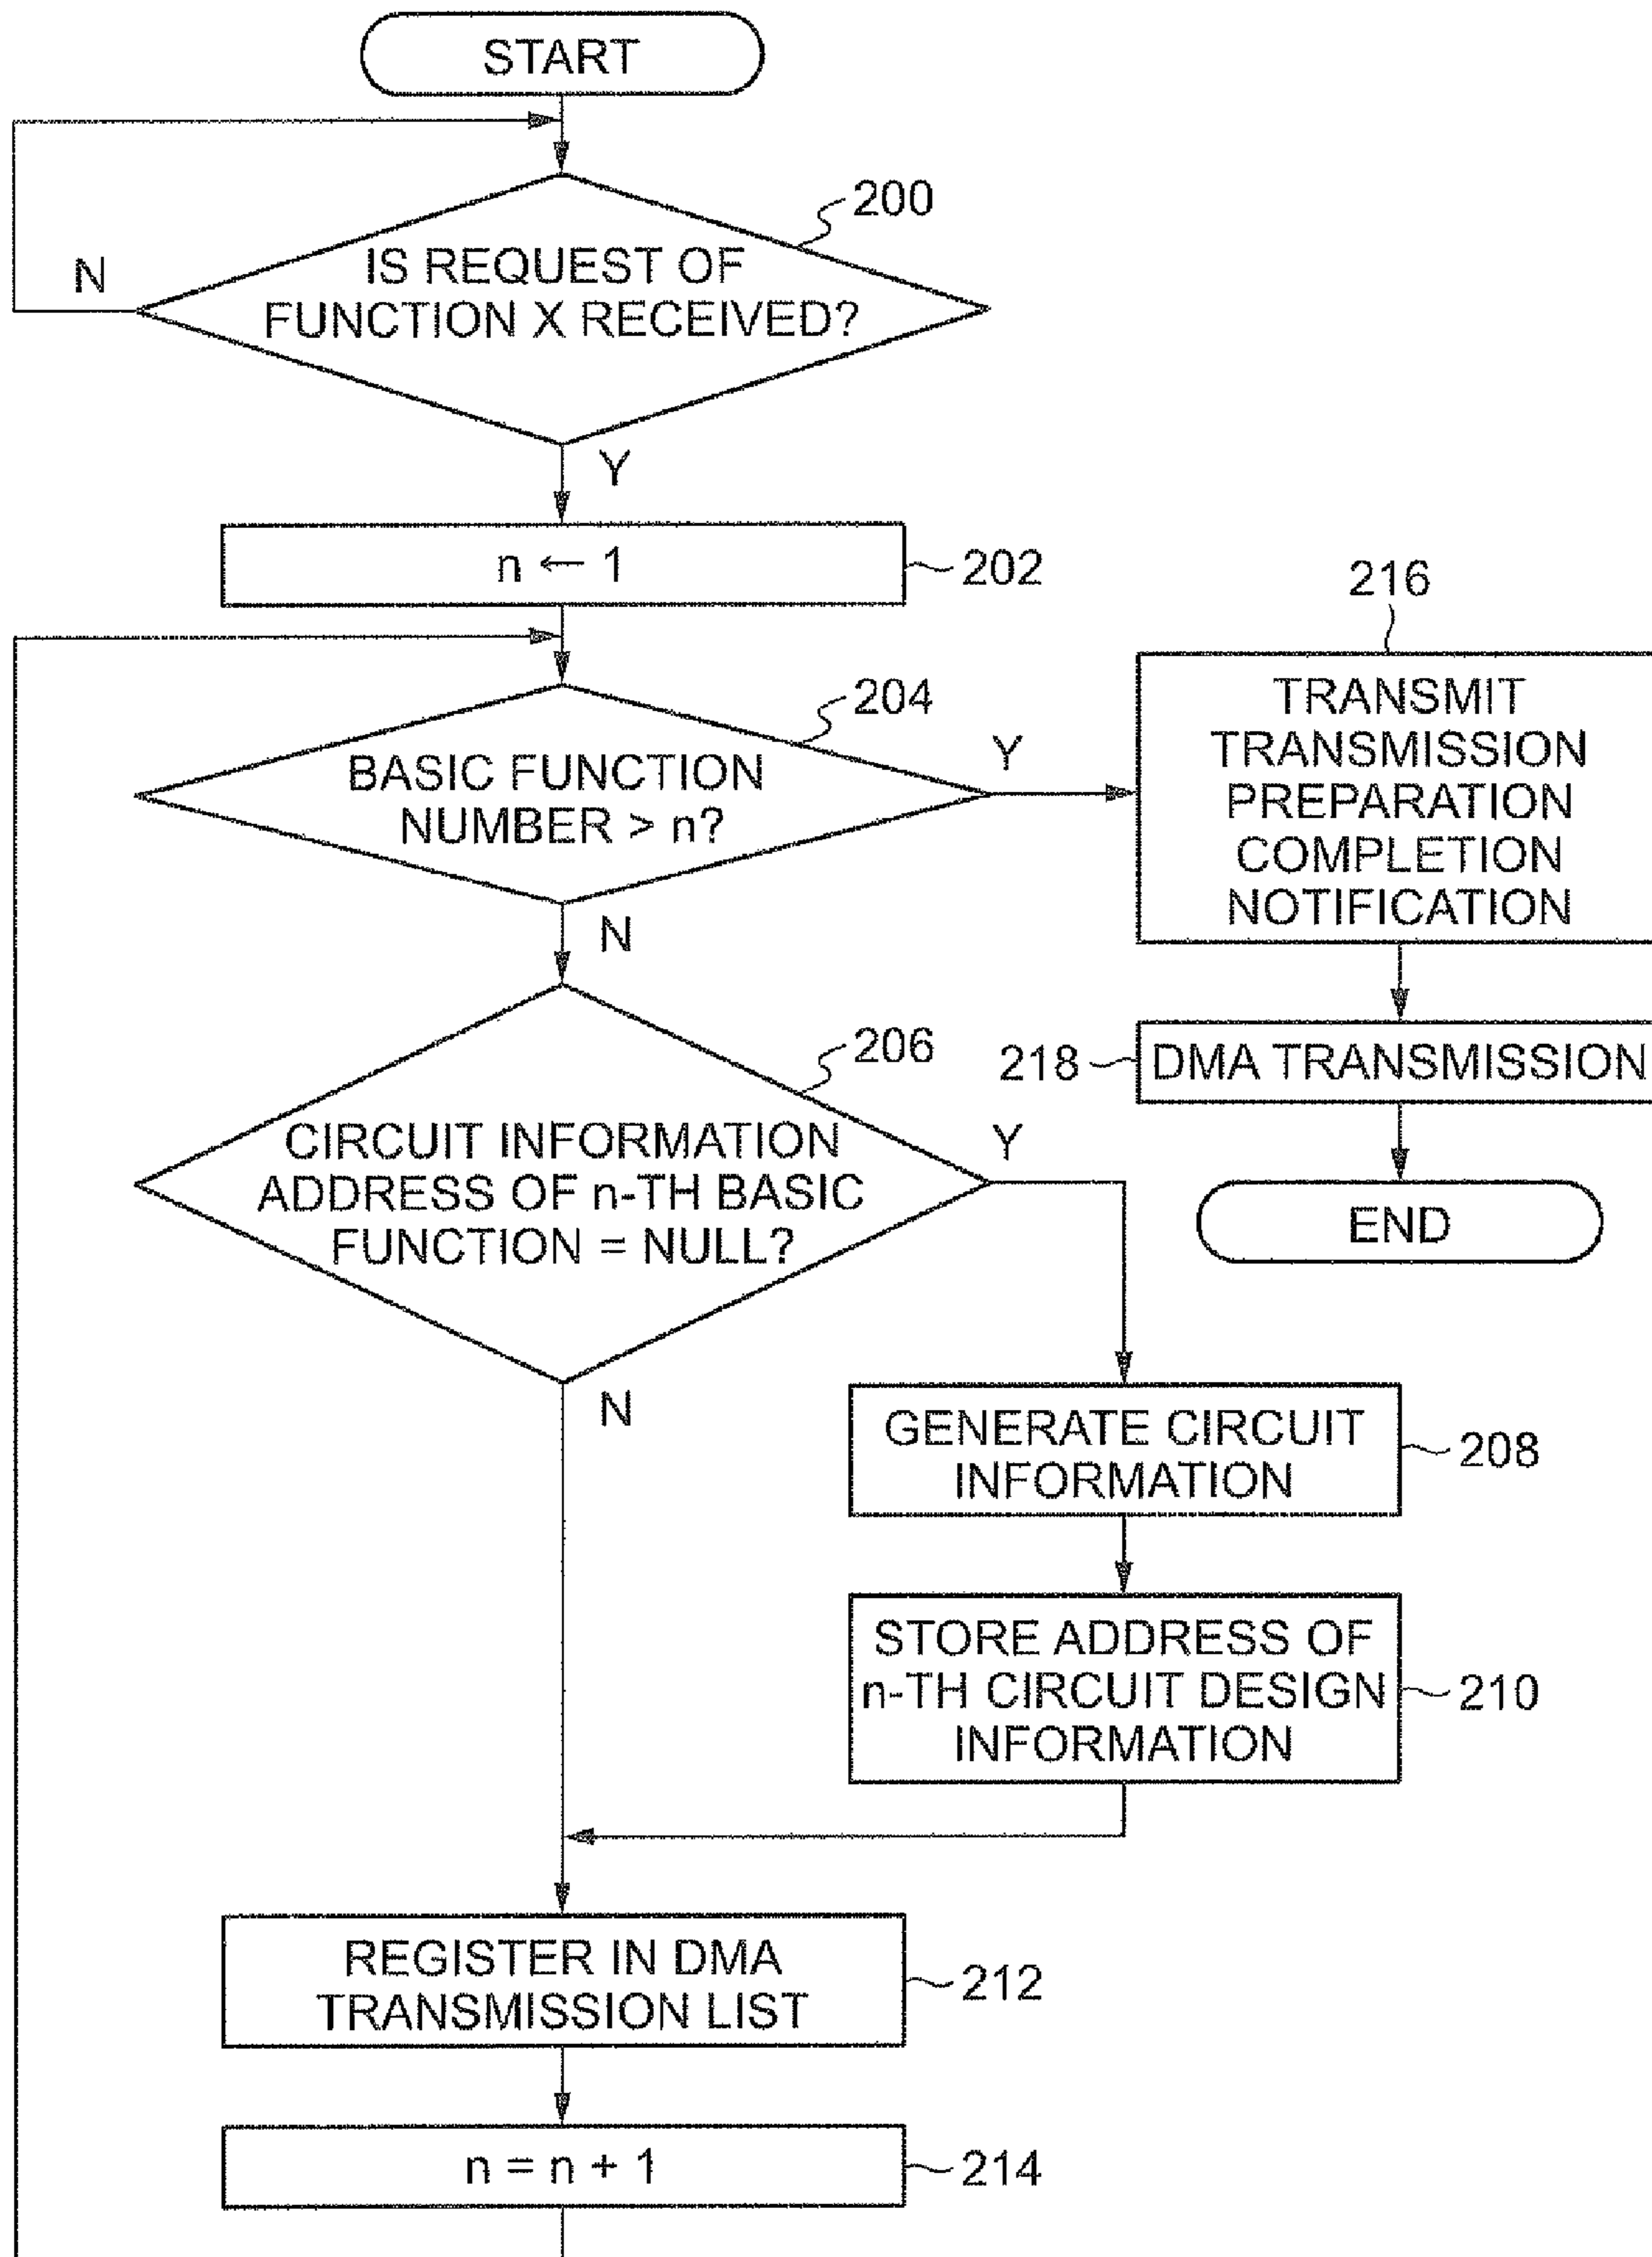 START
200
IS REQUEST OF
FUNCTION X RECEIVED?
N
Y
n ← 1
202
204
BASIC FUNCTION
NUMBER > n?
Y
N
216
TRANSMIT
TRANSMISSION
PREPARATION
COMPLETION
NOTIFICATION
218
DMA TRANSMISSION
END
206
CIRCUIT INFORMATION
ADDRESS OF n-TH BASIC
FUNCTION = NULL?
Y
N
GENERATE CIRCUIT
INFORMATION
208
STORE ADDRESS OF
n-TH CIRCUIT DESIGN
INFORMATION
210
REGISTER IN DMA
TRANSMISSION LIST
212
n = n + 1
214